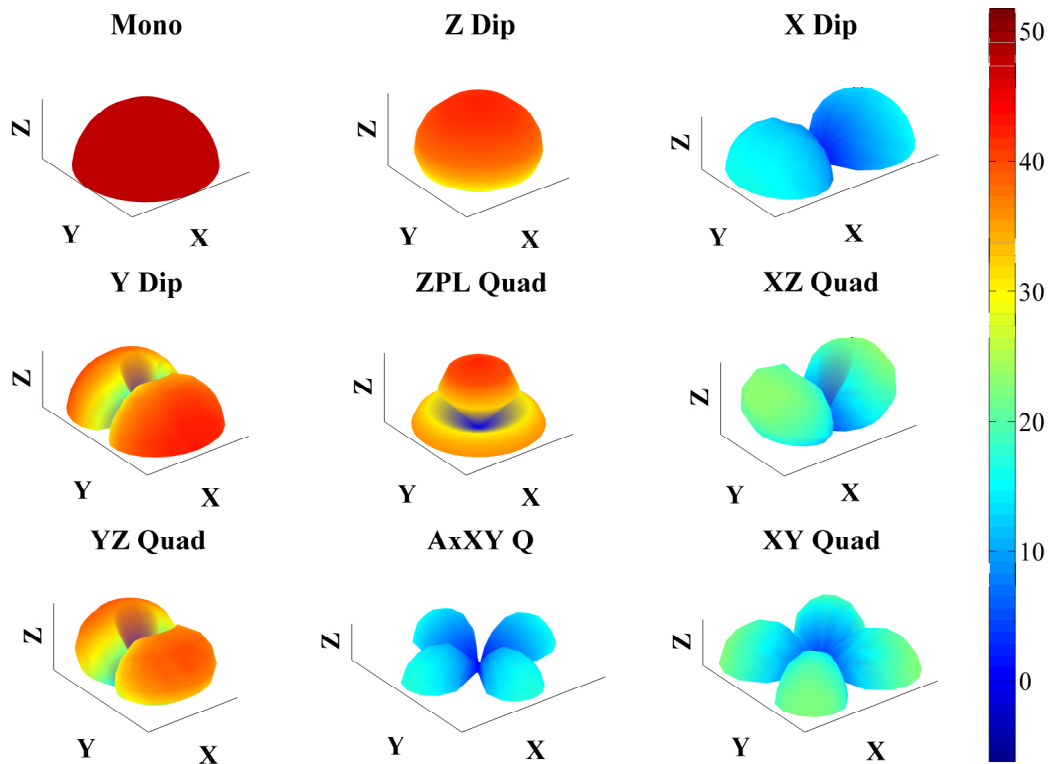 Mono
Z Dip
X Dip
Z
Y
X
Z
Y
X
Z
Y
X
Y Dip
ZPL Quad
XZ Quad
Z
Y
X
Z
Y
X
Z
Y
X
YZ Quad
AxXY Q
XY Quad
Z
Y
X
Z
Y
X
Z
Y
X
50
40
30
20
10
0